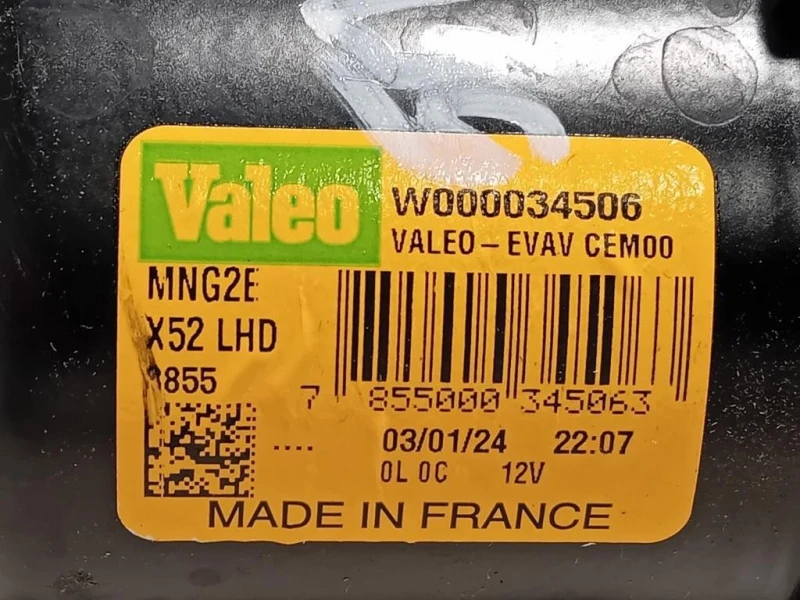 Valeo
W000034506
VALEO-EVAV CEM00
MNG2E
X52 LHD
855
7 855000 345063
.... 03/01/24 22:07
0L 0C 12V
MADE IN FRANCE